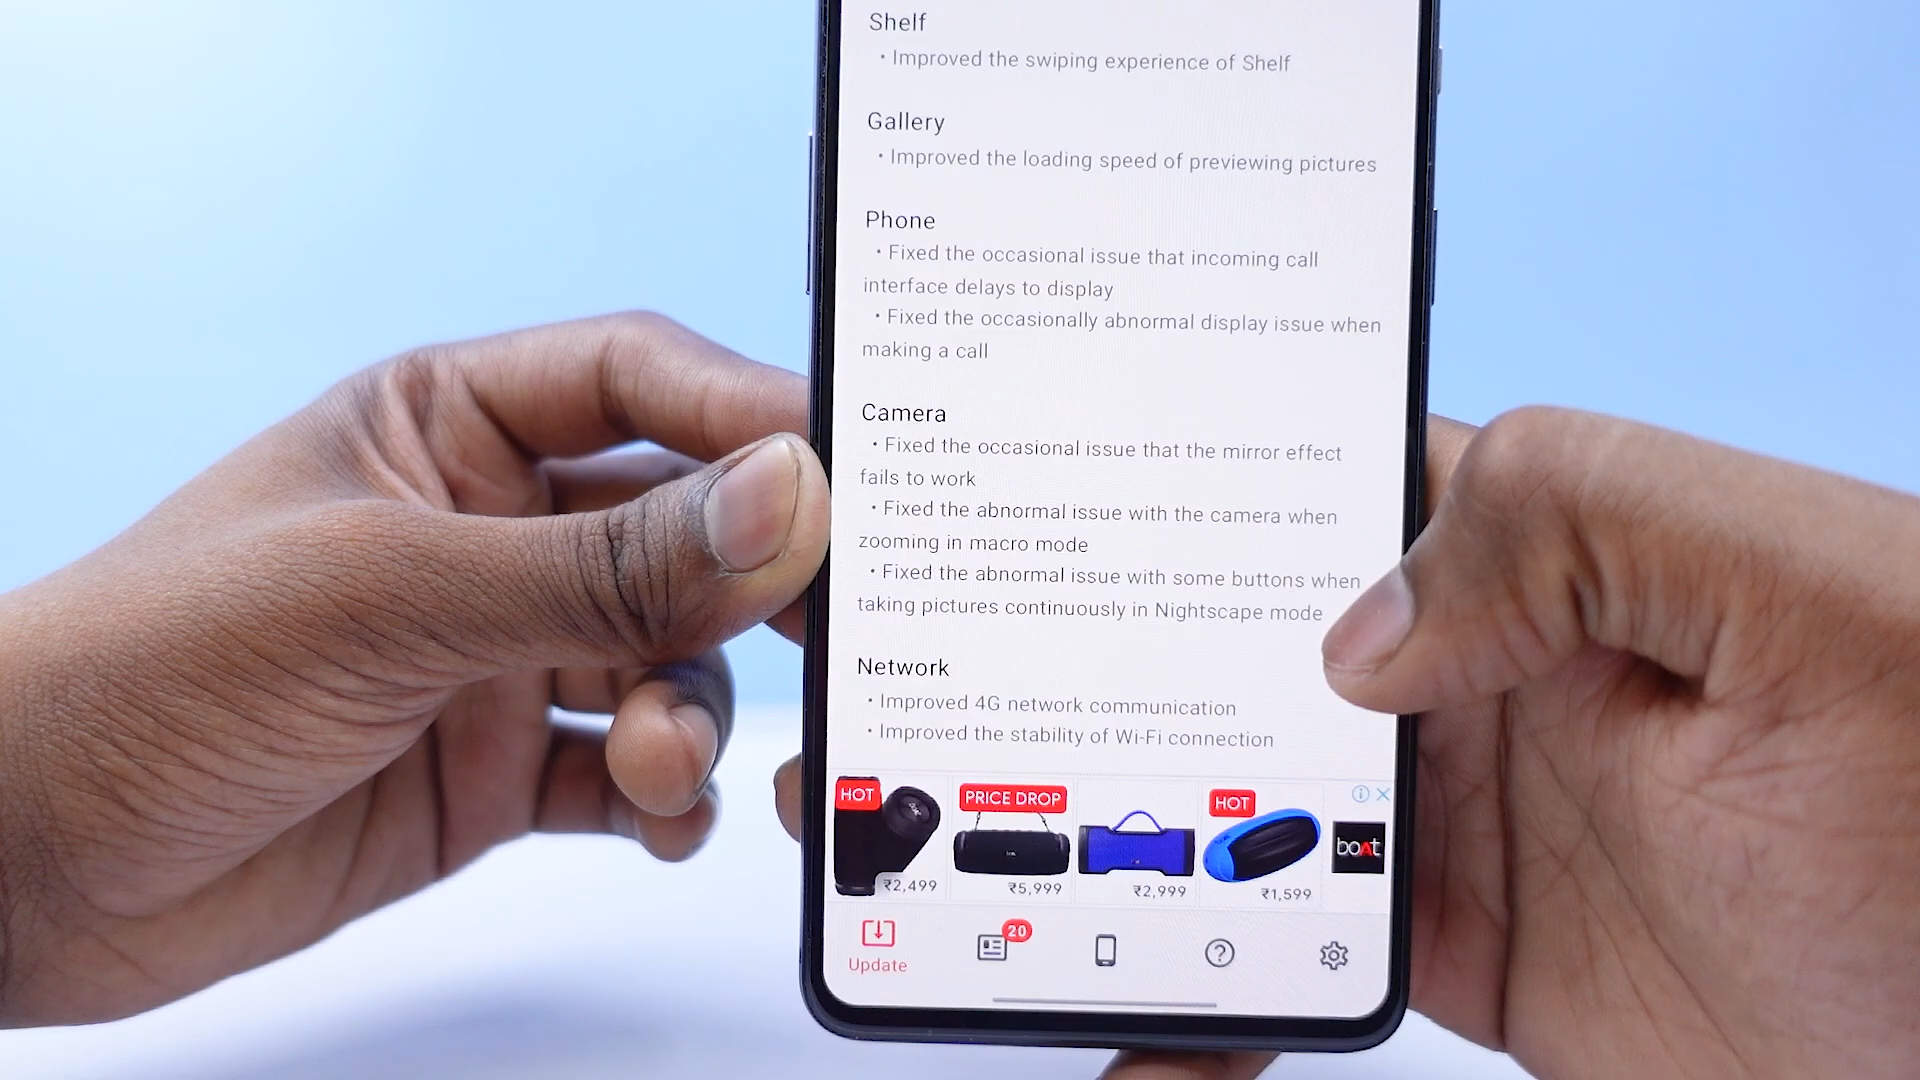 Shelf
• Improved the swiping experience of Shelf
Gallery
• Improved the loading speed of previewing pictures
Phone
• Fixed the occasional issue that incoming call
interface delays to display
• Fixed the occasionally abnormal display issue when
making a call
Camera
• Fixed the occasional issue that the mirror effect
fails to work
• Fixed the abnormal issue with the camera when
zooming in macro mode
• Fixed the abnormal issue with some buttons when
taking pictures continuously in Nightscape mode
Network
• Improved 4G network communication
• Improved the stability of Wi-Fi connection
HOT
PRICE DROP
HOT
boAt
₹2,499
₹5,999
₹2,999
₹1,599
20
Update